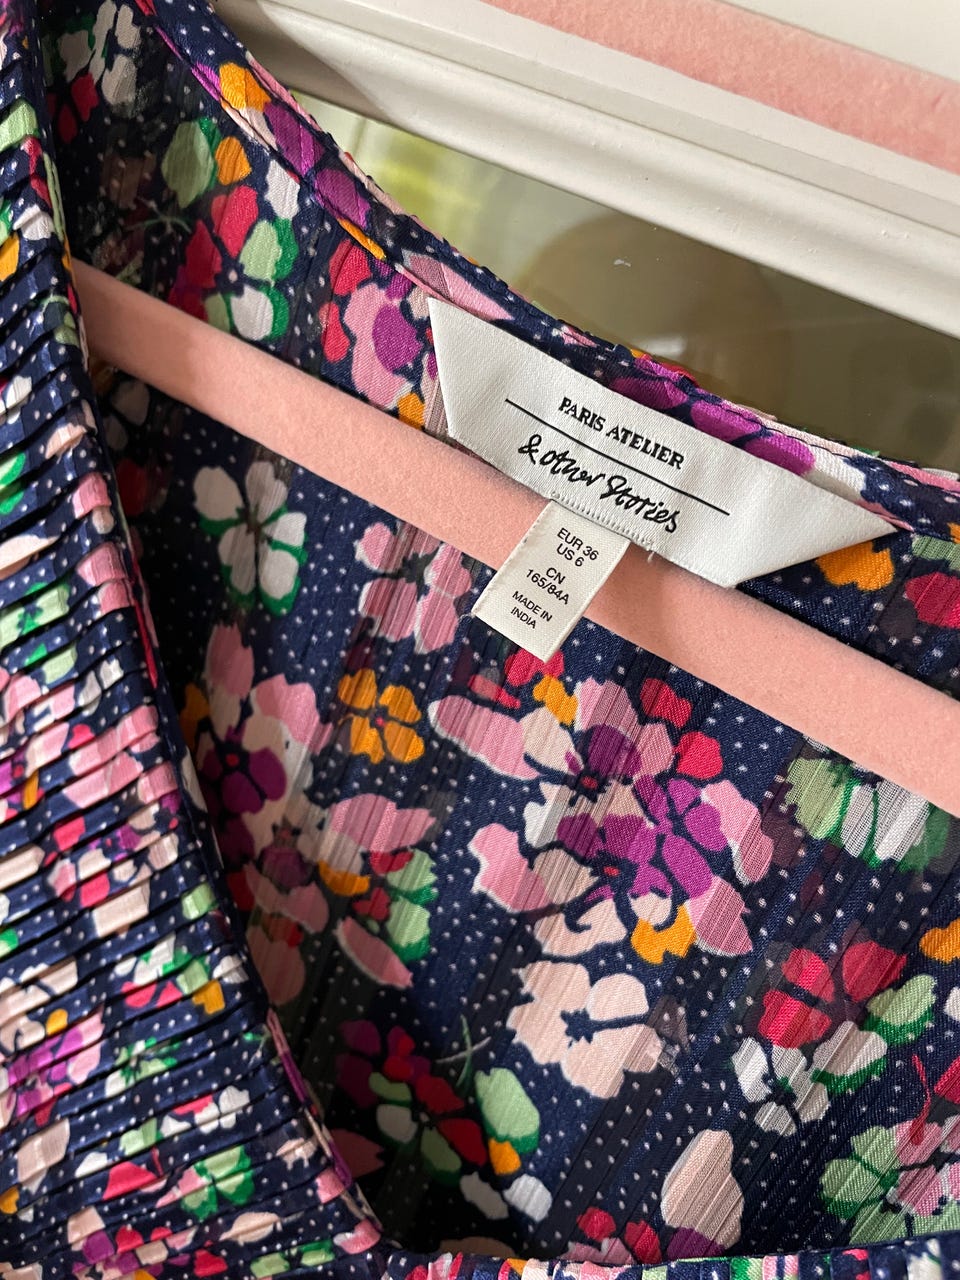 PARIS ATELIER
& other Stories
EUR 36
US 6
CN
165/84A
MADE IN
INDIA